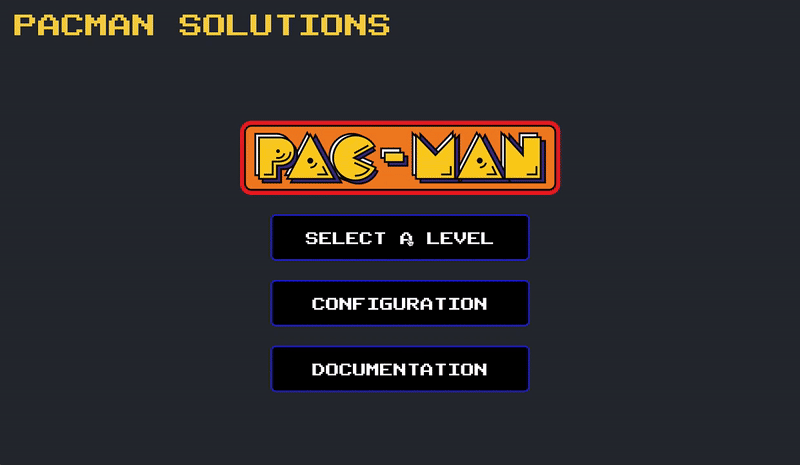 PACMAN SOLUTIONS
PAC-MAN
SELECT A LEVEL
CONFIGURATION
DOCUMENTATION